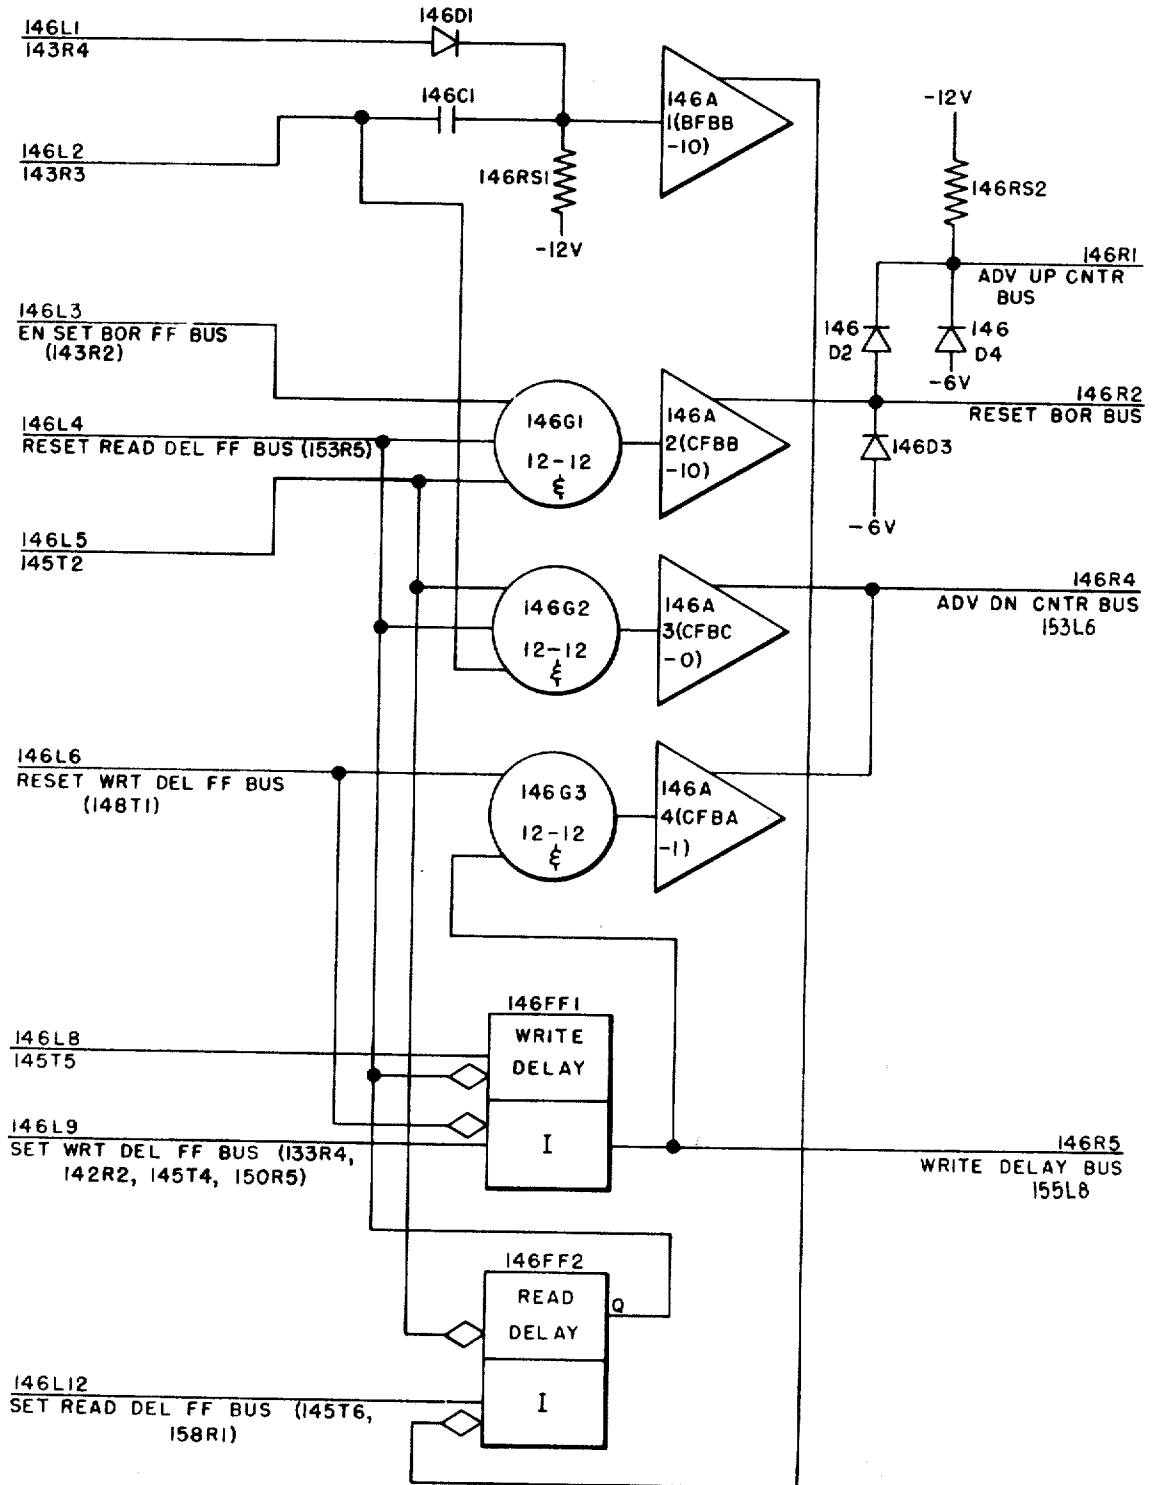 146L1
143R4
146D1
146C1
146L2
143R3
146RS1
-12V
146A
1(BFBB
-10)
-12V
146RS2
146R1
ADV UP CNTR
BUS
146
D2
146
D4
-6V
146L3
EN SET BOR FF BUS
(143R2)
146L4
RESET READ DEL FF BUS (153R5)
146G1
12-12
&
146A
2(CFBB
-10)
146R2
RESET BOR BUS
146D3
-6V
146L5
145T2
146G2
12-12
&
146A
3(CFBC
-0)
146R4
ADV DN CNTR BUS
153L6
146L6
RESET WRT DEL FF BUS
(148T1)
146G3
12-12
&
146A
4(CFBA
-1)
146FF1
WRITE
DELAY
1
146L8
145T5
146L9
SET WRT DEL FF BUS (133R4,
142R2, 145T4, 150R5)
146R5
WRITE DELAY BUS
155L8
146FF2
READ
DELAY
Q
1
146L12
SET READ DEL FF BUS (145T6,
158R1)